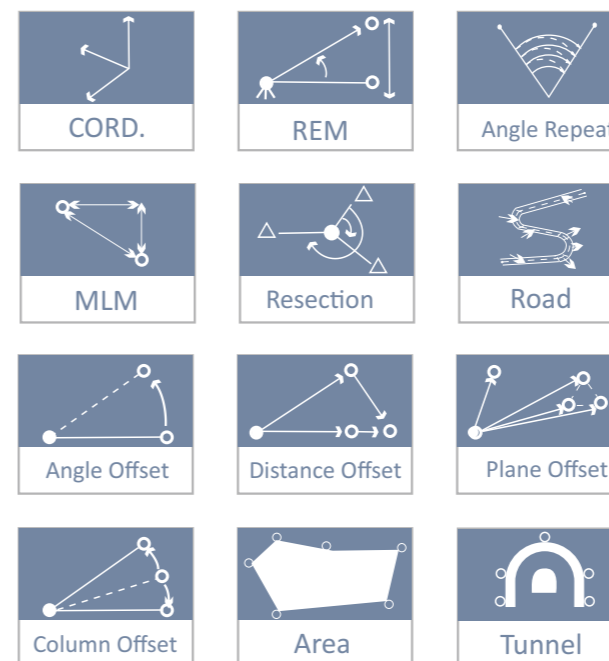 CORD.
REM
Angle Repeat
MLM
Resection
Road
Angle Offset
Distance Offset
Plane Offset
Column Offset
Area
Tunnel